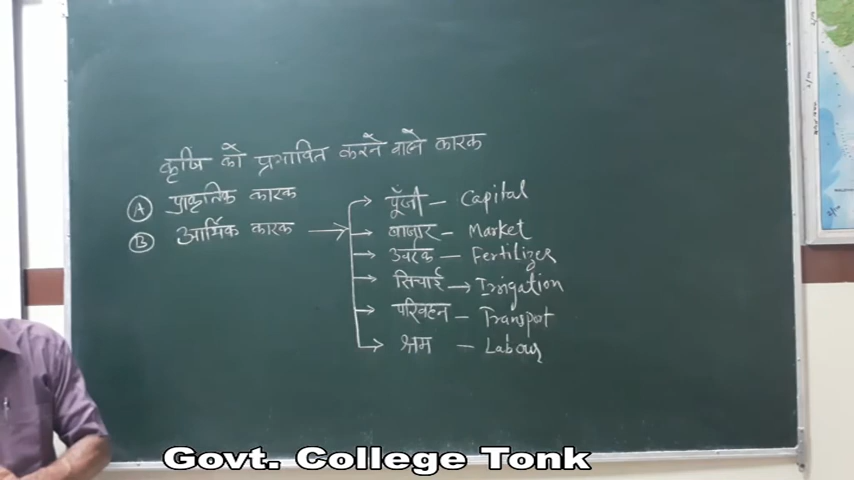 कृषि को प्रभावित करने वाले कारक
Ⓐ प्राकृतिक कारक
Ⓑ आर्थिक कारक
पूँजी – Capital
बाजार – Market
उर्वरक – Fertilizer
सिचाई → Irrigation
परिवहन – Transport
श्रम – Labour
Govt. College Tonk